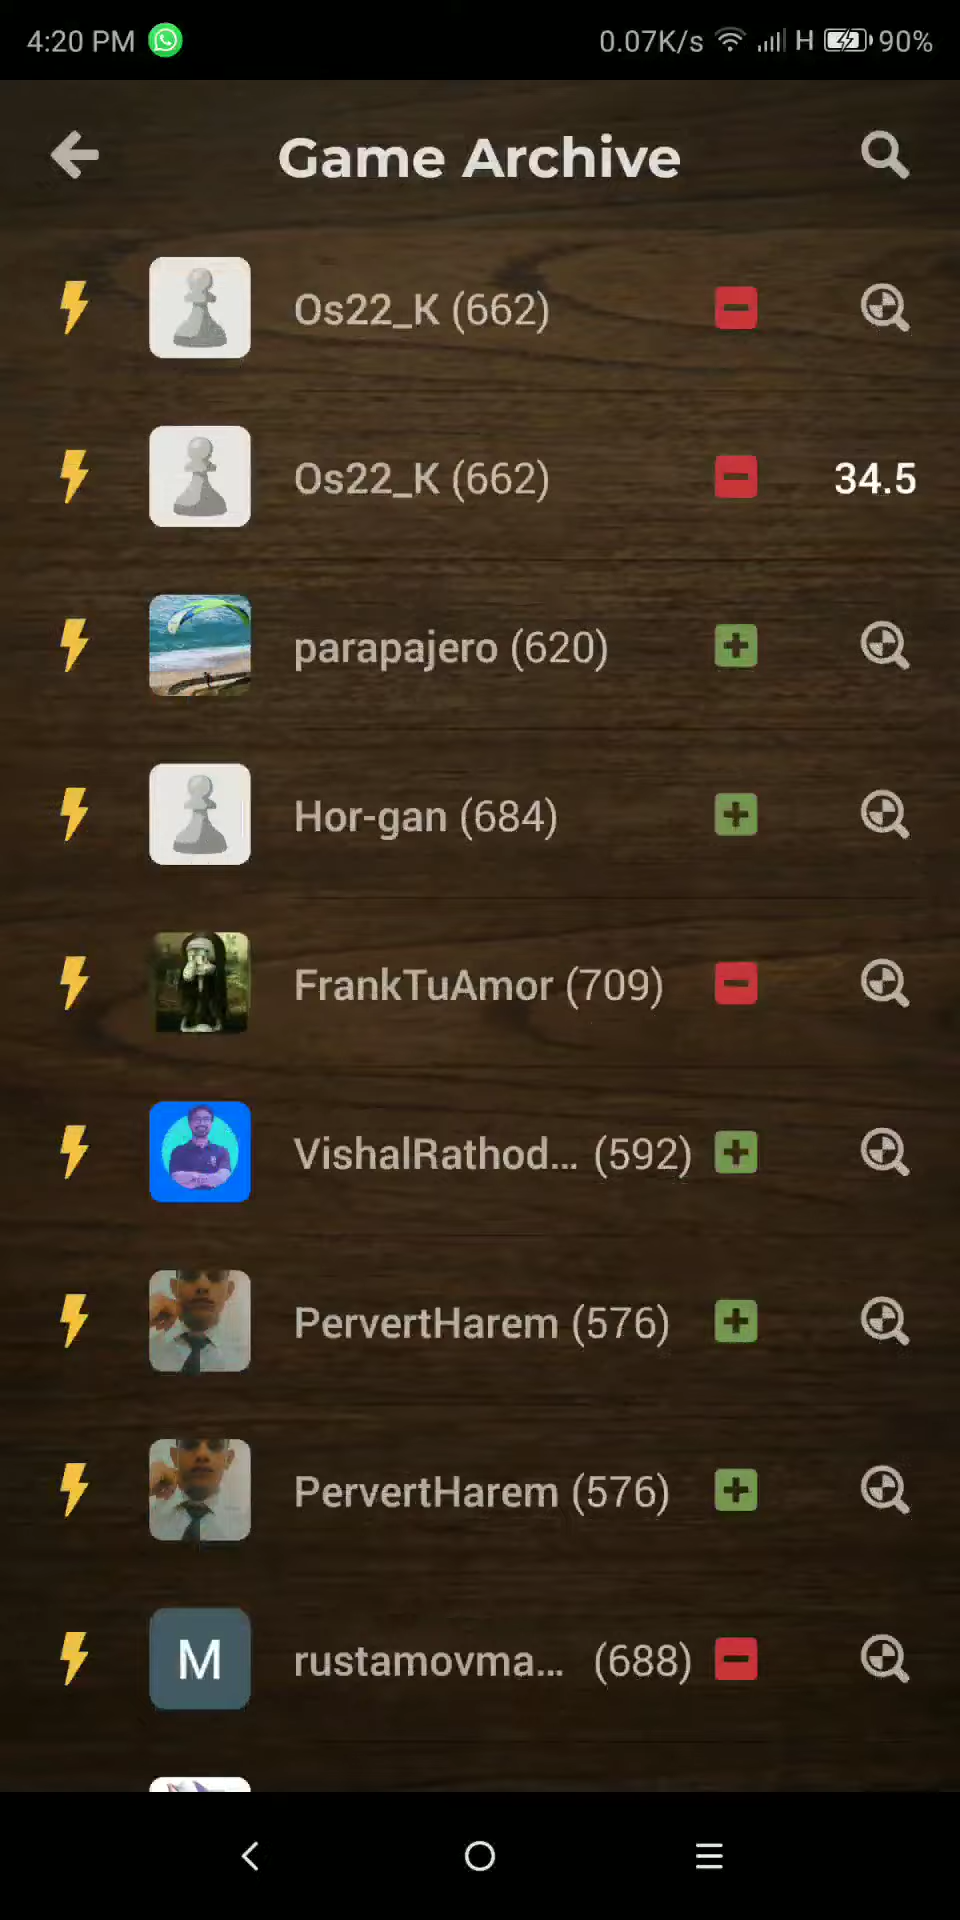 4:20 PM 0.07K/s H 90%
Game Archive
Os22_K (662)
Os22_K (662) 34.5
parapajero (620)
Hor-gan (684)
FrankTuAmor (709)
VishalRathod... (592)
PervertHarem (576)
PervertHarem (576)
M rustamovma... (688)